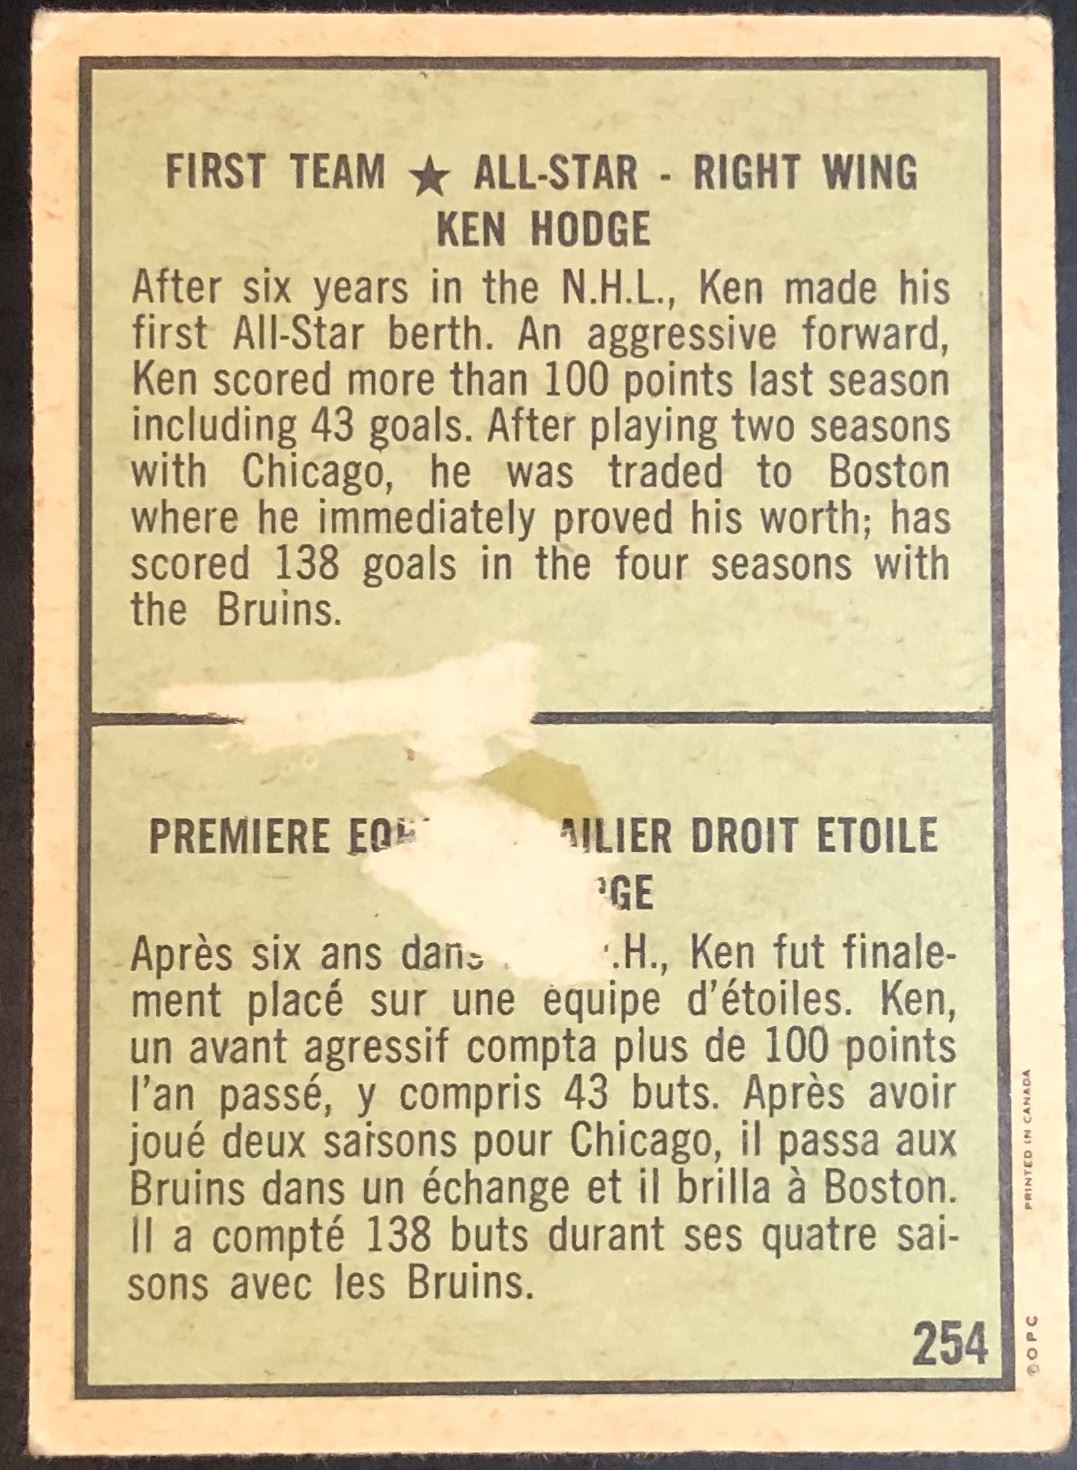 FIRST TEAM ★ ALL-STAR - RIGHT WING
KEN HODGE
After six years in the N.H.L., Ken made his
first All-Star berth. An aggressive forward,
Ken scored more than 100 points last season
including 43 goals. After playing two seasons
with Chicago, he was traded to Boston
where he immediately proved his worth; has
scored 138 goals in the four seasons with
the Bruins.
PREMIERE AILIER DROIT ETOILE
Après six ans dans .H., Ken fut finale-
ment placé sur une équipe d'étoiles. Ken,
un avant agressif compta plus de 100 points
l'an passé, y compris 43 buts. Après avoir
joué deux saisons pour Chicago, il passa aux
Bruins dans un échange et il brilla à Boston.
Il a compté 138 buts durant ses quatre sai-
sons avec les Bruins.
254
© O P C
PRINTED IN CANADA